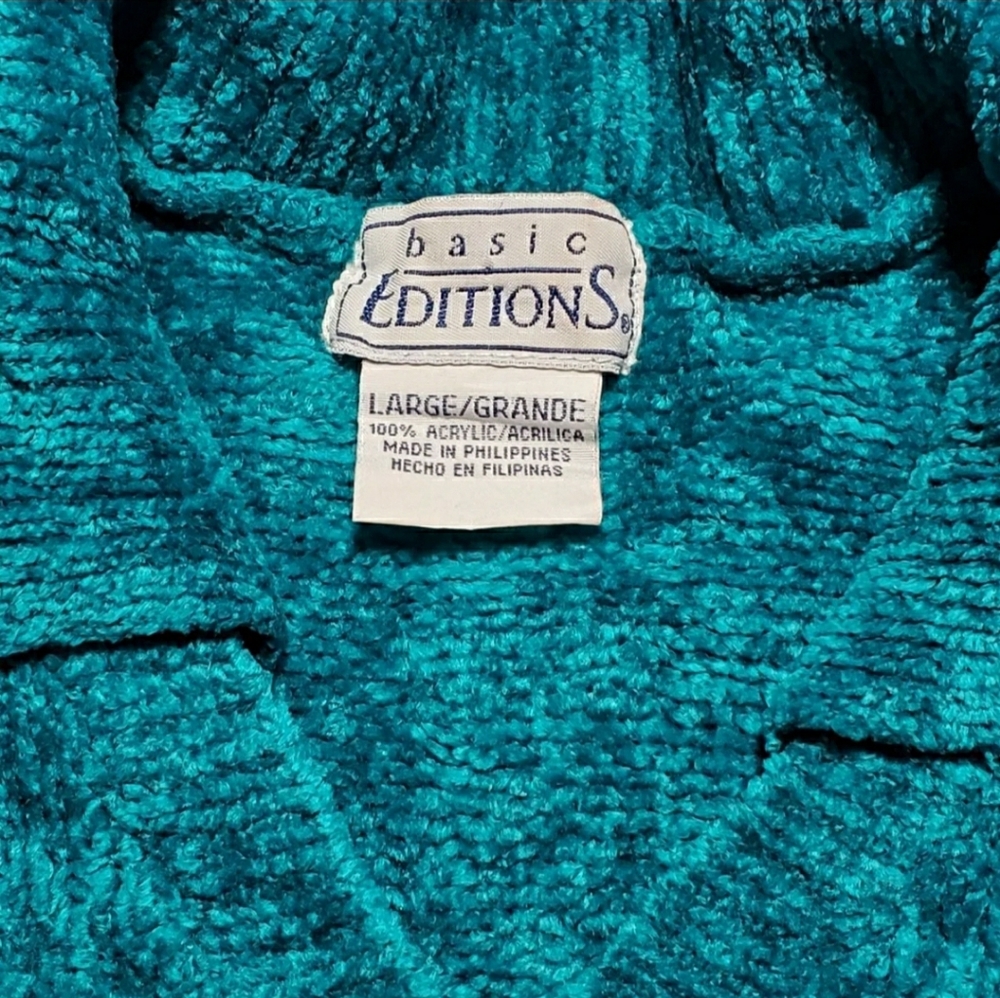 basic
EDITIONS®
LARGE/GRANDE
100% ACRYLIC/ACRILICA
MADE IN PHILIPPINES
HECHO EN FILIPINAS